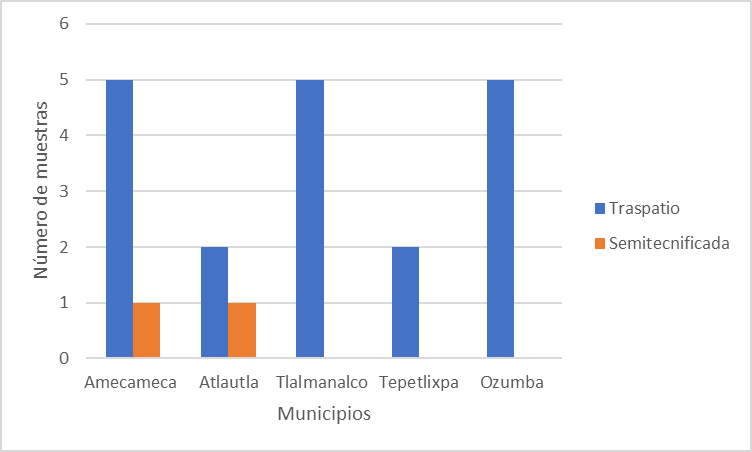 6
5
4
3
2
1
0
Número de muestras
Amecameca Atlautla Tlalmanalco Tepetlixpa Ozumba
Municipios
Traspatio
Semitecnificada